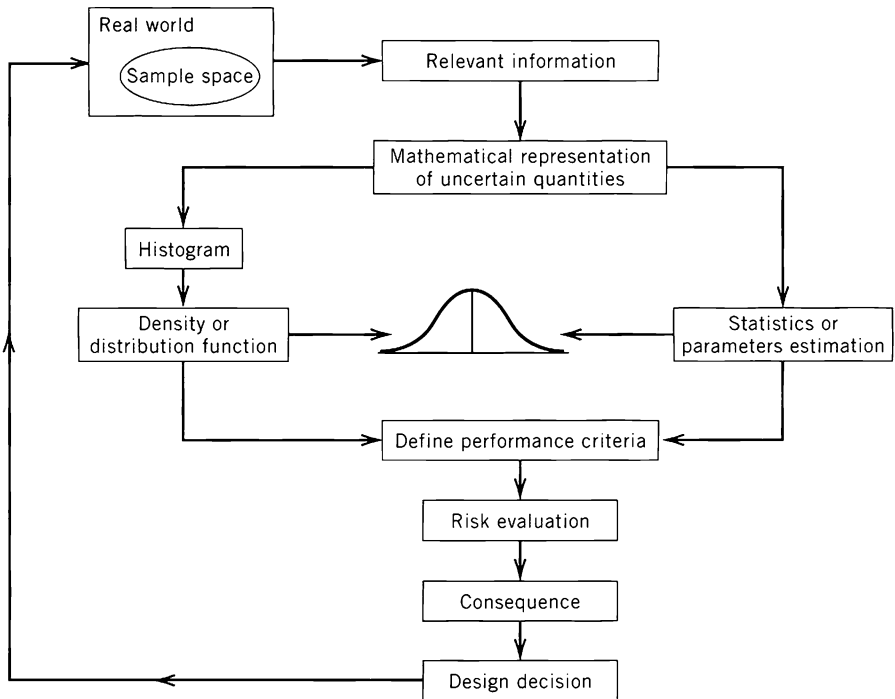 Real world
Sample space
Relevant information
Mathematical representation
of uncertain quantities
Histogram
Density or
distribution function
Statistics or
parameters estimation
Define performance criteria
Risk evaluation
Consequence
Design decision